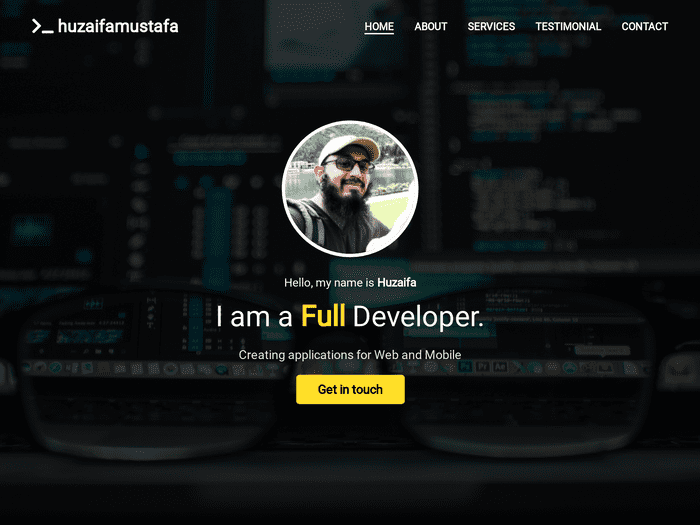 huzaifamustafa
HOME ABOUT SERVICES TESTIMONIAL CONTACT
Hello, my name is Huzaifa
I am a Full Developer.
Creating applications for Web and Mobile
Get in touch